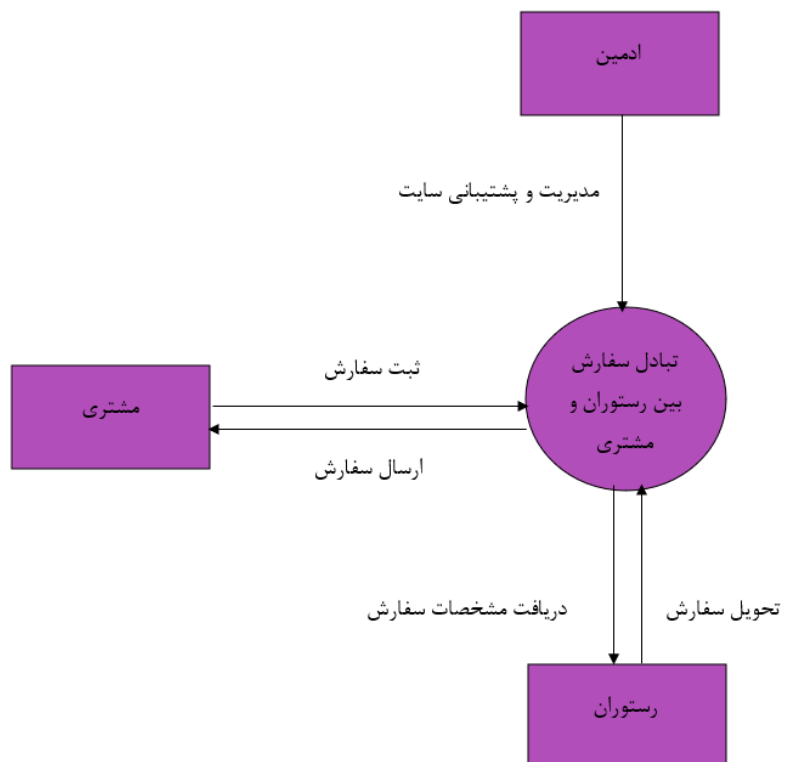 ادمین
مدیریت و پشتیبانی سایت
تبادل سفارش
بین رستوران و
مشتری
ثبت سفارش
مشتری
ارسال سفارش
تحویل سفارش
دریافت مشخصات سفارش
رستوران